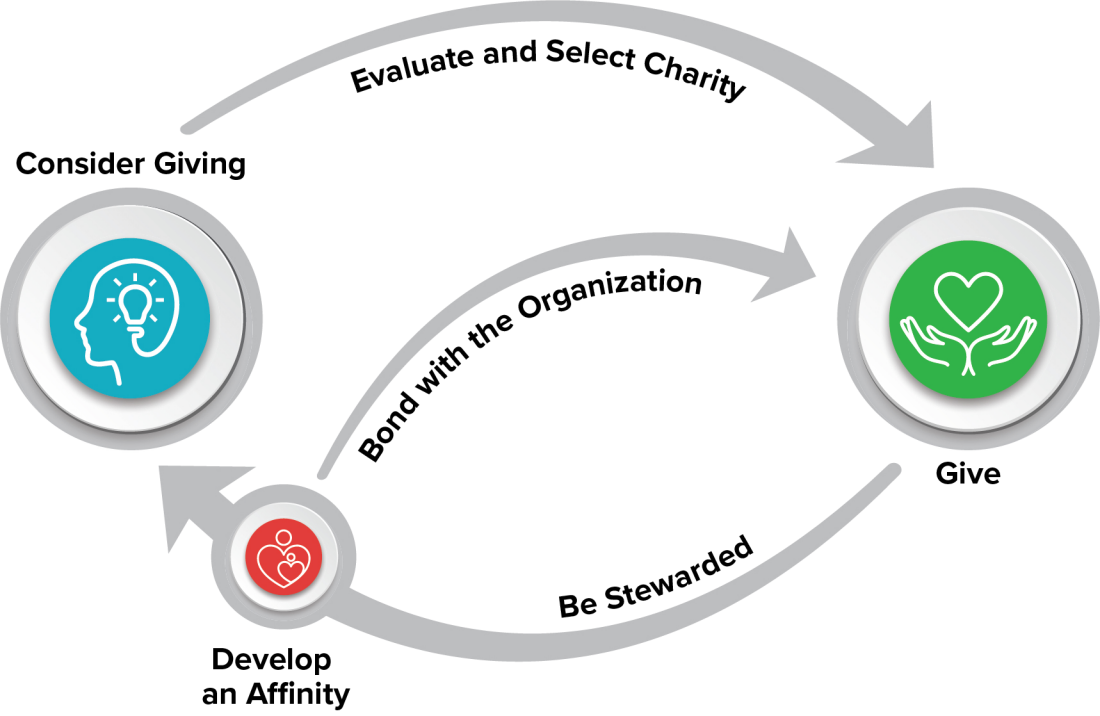 Evaluate and Select Charity
Consider Giving
Bond with the Organization
Give
Be Stewarded
Develop
an Affinity